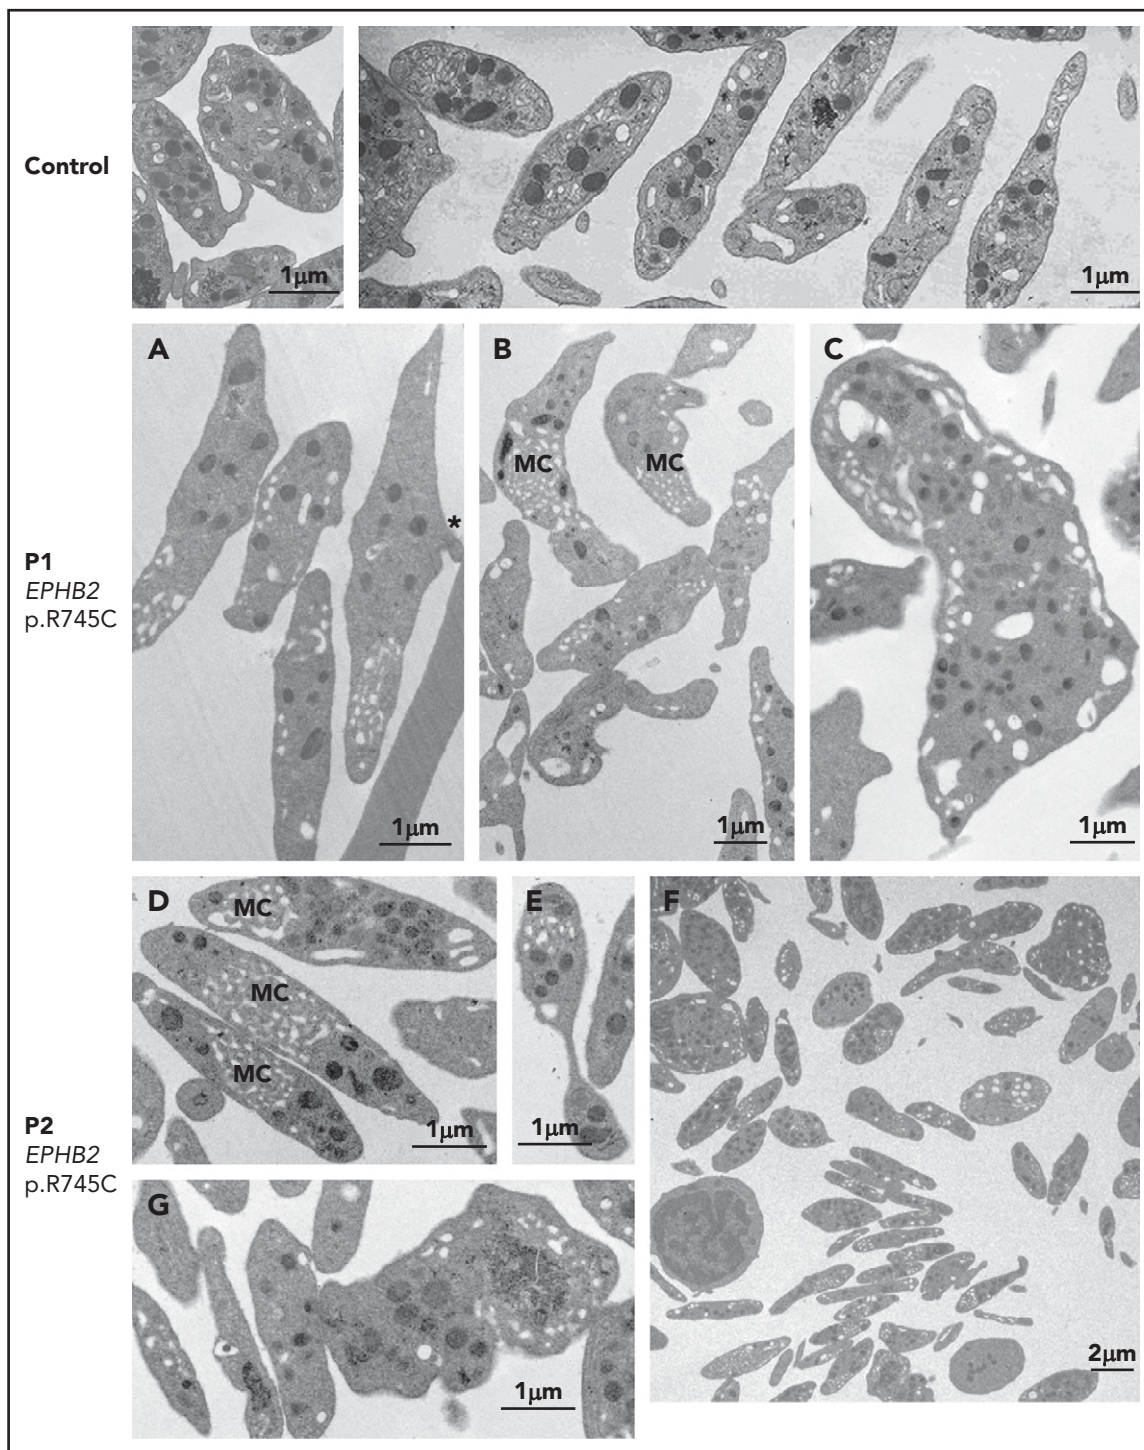 Control
1μm
1μm
A
B
C
MC
MC
*
P1
EPHB2
p.R745C
1μm
1μm
1μm
D
MC
MC
MC
1μm
E
1μm
F
P2
EPHB2
p.R745C
2μm
G
1μm